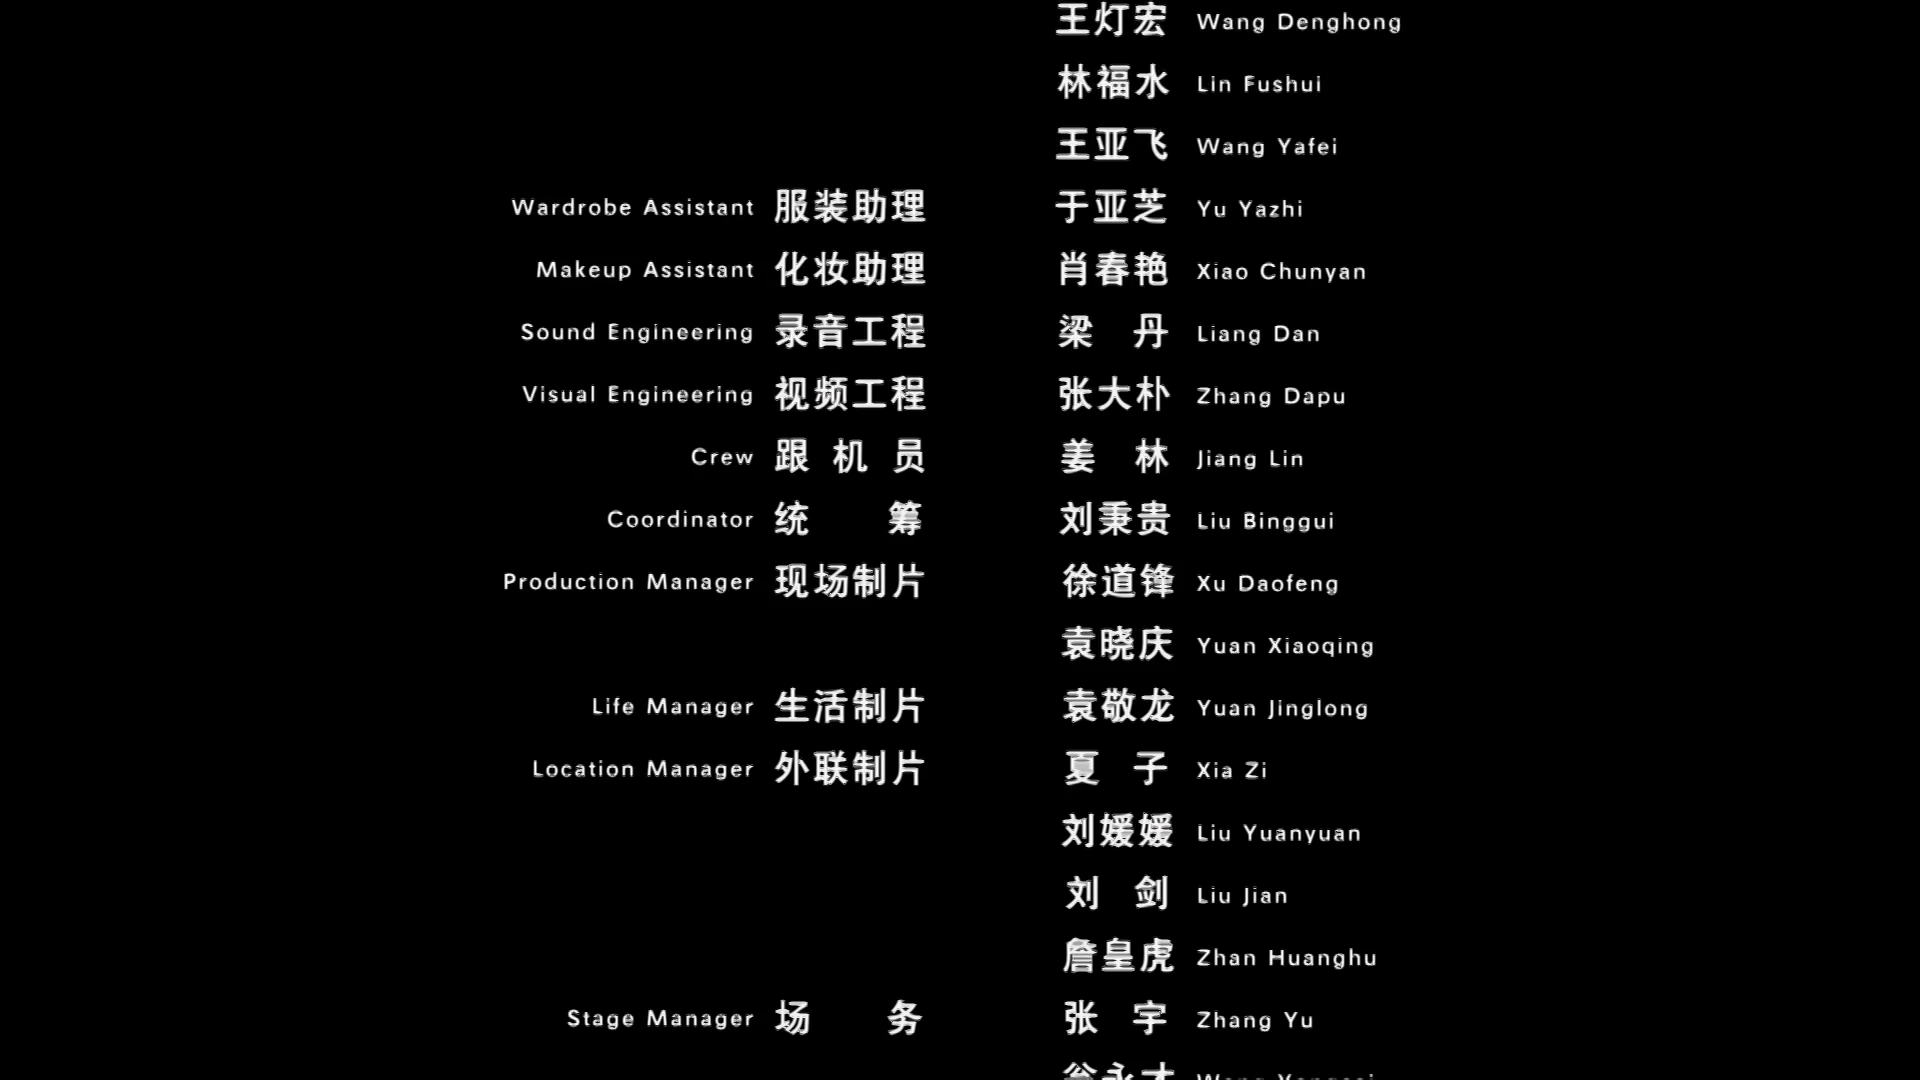 王灯宏 Wang Denghong
林福水 Lin Fushui
王亚飞 Wang Yafei
Wardrobe Assistant 服装助理 于亚芝 Yu Yazhi
Makeup Assistant 化妆助理 肖春艳 Xiao Chunyan
Sound Engineering 录音工程 梁 丹 Liang Dan
Visual Engineering 视频工程 张大朴 Zhang Dapu
Crew 跟机员 姜 林 Jiang Lin
Coordinator 统 筹 刘秉贵 Liu Binggui
Production Manager 现场制片 徐道锋 Xu Daofeng
袁晓庆 Yuan Xiaoqing
Life Manager 生活制片 袁敬龙 Yuan Jinglong
Location Manager 外联制片 夏 子 Xia Zi
刘媛媛 Liu Yuanyuan
刘 剑 Liu Jian
詹皇虎 Zhan Huanghu
Stage Manager 场 务 张 宇 Zhang Yu